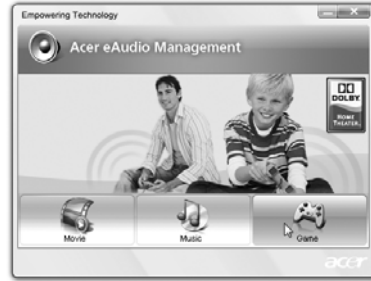 Empowering Technology
Acer eAudio Management
DOLBY
HOME
THEATER
Movie
Music
Game
acer